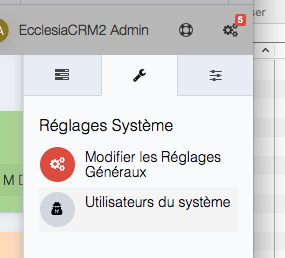 A EcclesiaCRM2 Admin 5
ser
Réglages Système
Modifier les Réglages
Généraux
M D
Utilisateurs du système